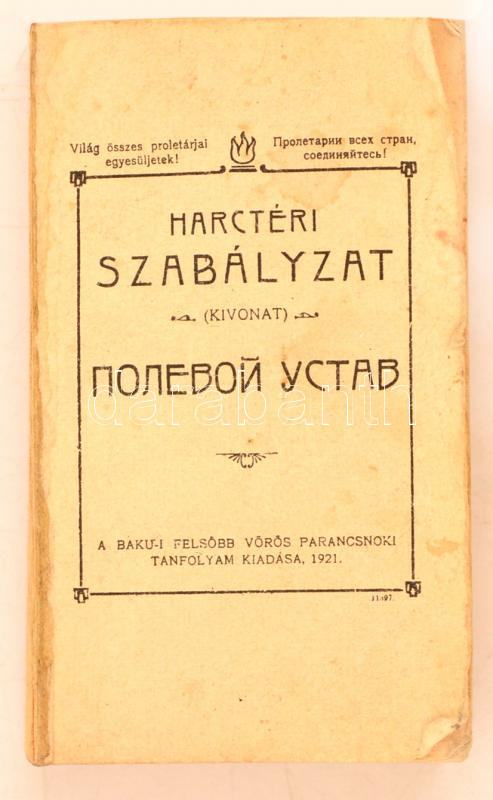 Világ összes proletárjai
egyesüljetek!
Пролетарии всех стран,
соединяйтесь!
HARCTÉRI
SZABÁLYZAT
(KIVONAT)
ПОЛЕВОЙ УСТАВ
darabanth
A BAKU-I FELSŐBB VÖRÖS PARANCSNOKI
TANFOLYAM KIADÁSA, 1921.